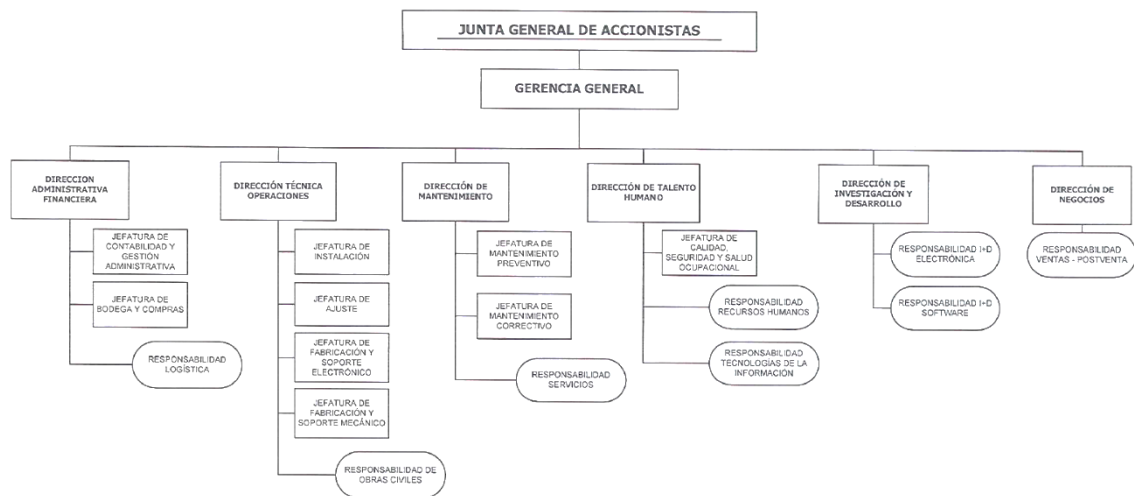 JUNTA GENERAL DE ACCIONISTAS
GERENCIA GENERAL
DIRECCION
ADMINISTRATIVA
FINANCIERA
JEFATURA DE
CONTABILIDAD Y
GESTIÓN
ADMINISTRATIVA
JEFATURA DE
BODEGA Y COMPRAS
RESPONSABILIDAD
LOGÍSTICA
DIRECCIÓN TÉCNICA
OPERACIONES
JEFATURA DE
INSTALACIÓN
JEFATURA DE
AJUSTE
JEFATURA DE
FABRICACIÓN Y
SOPORTE
ELECTRÓNICO
JEFATURA DE
FABRICACIÓN Y
SOPORTE MECÁNICO
RESPONSABILIDAD DE
OBRAS CIVILES
DIRECCIÓN DE
MANTENIMIENTO
JEFATURA DE
MANTENIMIENTO
PREVENTIVO
JEFATURA DE
MANTENIMIENTO
CORRECTIVO
RESPONSABILIDAD
SERVICIOS
DIRECCIÓN DE TALENTO
HUMANO
JEFATURA DE
CALIDAD,
SEGURIDAD Y SALUD
OCUPACIONAL
RESPONSABILIDAD
RECURSOS HUMANOS
RESPONSABILIDAD
TECNOLOGÍAS DE LA
INFORMACIÓN
DIRECCIÓN DE
INVESTIGACIÓN Y
DESARROLLO
RESPONSABILIDAD I+D
ELECTRÓNICA
RESPONSABILIDAD I+D
SOFTWARE
DIRECCIÓN DE
NEGOCIOS
RESPONSABILIDAD
VENTAS - POSTVENTA